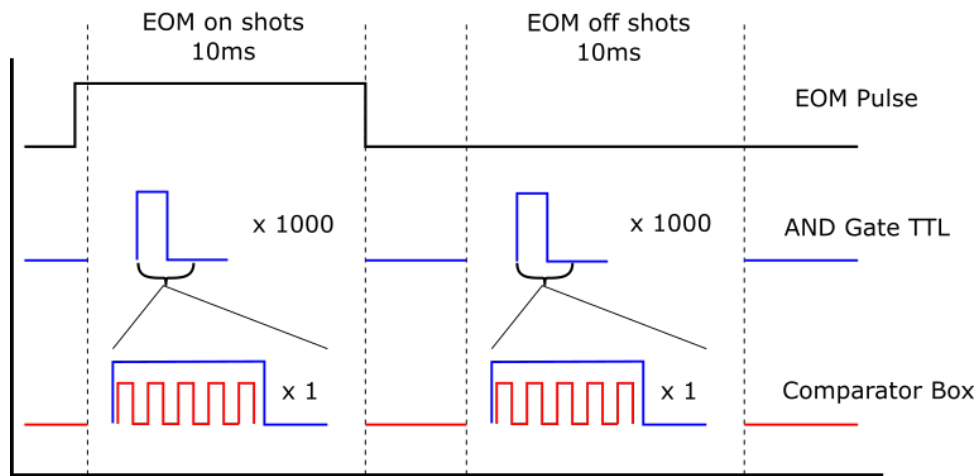 EOM on shots
10ms
EOM off shots
10ms
EOM Pulse
x 1000
x 1000
AND Gate TTL
x 1
x 1
Comparator Box